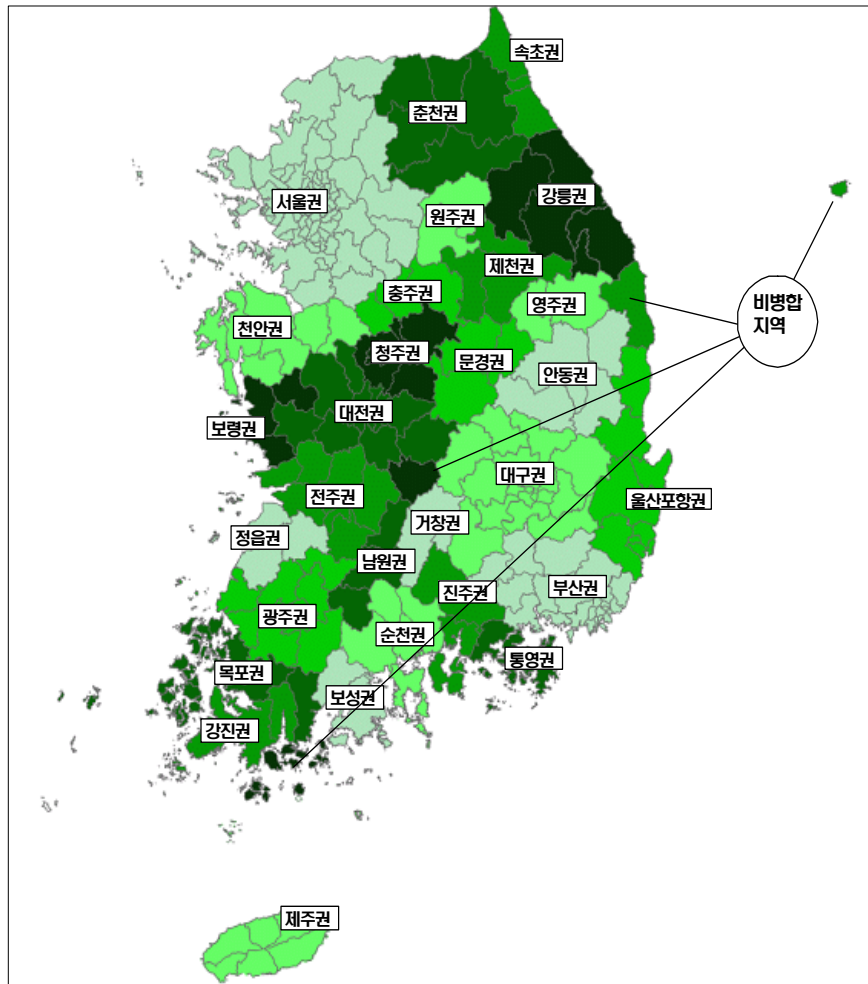 속초권
춘천권
강릉권
서울권
원주권
제천권
충주권
영주권
비병합
지역
천안권
청주권
문경권
안동권
대전권
보령권
대구권
전주권
울산포항권
거창권
정읍권
남원권
진주권
부산권
광주권
순천권
통영권
목포권
보성권
강진권
제주권